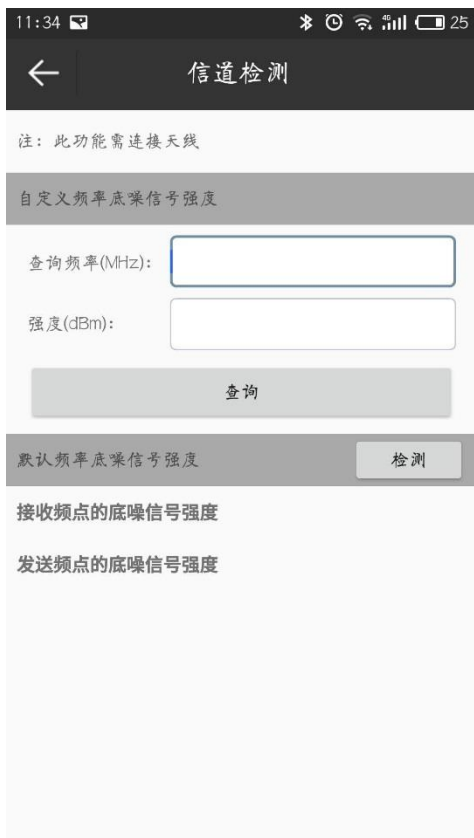 11:34
4G
25
信道检测
注：此功能需连接天线
自定义频率底噪信号强度
查询频率(MHz)：
强度(dBm)：
查询
默认频率底噪信号强度
检测
接收频点的底噪信号强度
发送频点的底噪信号强度